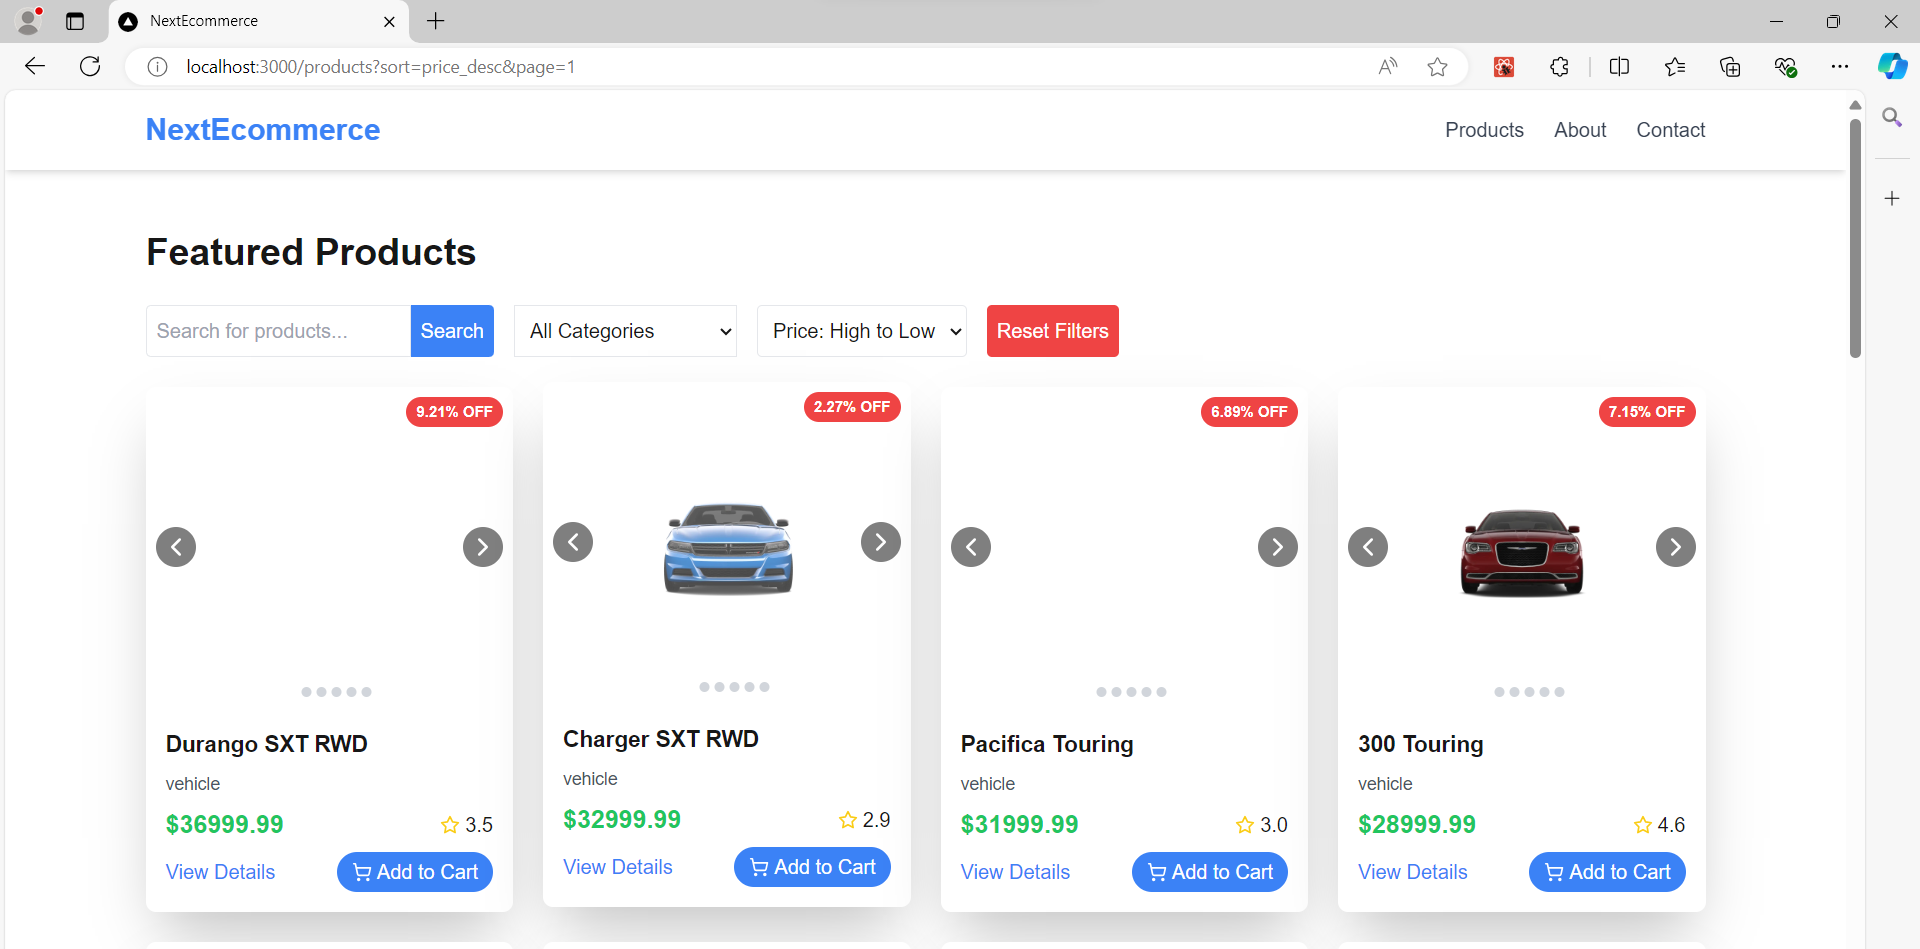 NextEcommerce
localhost:3000/products?sort=price_desc&page=1
NextEcommerce
Products About Contact
Featured Products
Search for products... Search All Categories Price: High to Low Reset Filters
9.21% OFF
Durango SXT RWD
vehicle
$36999.99 3.5
View Details Add to Cart
2.27% OFF
Charger SXT RWD
vehicle
$32999.99 2.9
View Details Add to Cart
6.89% OFF
Pacifica Touring
vehicle
$31999.99 3.0
View Details Add to Cart
7.15% OFF
300 Touring
vehicle
$28999.99 4.6
View Details Add to Cart